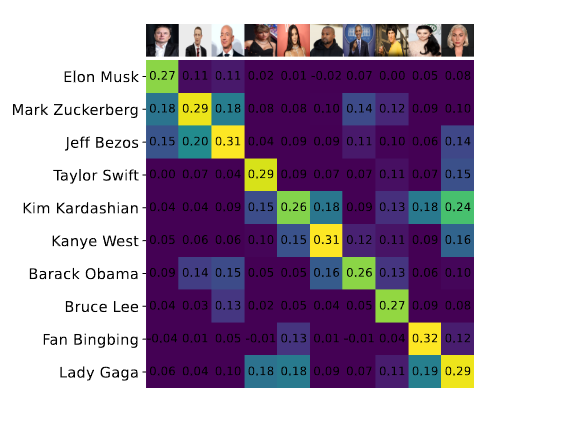 Elon Musk 0.27 0.11 0.11 0.02 0.01 -0.02 0.07 0.00 0.05 0.08
Mark Zuckerberg 0.18 0.29 0.18 0.08 0.08 0.10 0.14 0.12 0.09 0.10
Jeff Bezos 0.15 0.20 0.31 0.04 0.09 0.09 0.11 0.10 0.06 0.14
Taylor Swift 0.00 0.07 0.04 0.29 0.09 0.07 0.07 0.11 0.07 0.15
Kim Kardashian 0.04 0.04 0.09 0.15 0.26 0.18 0.09 0.13 0.18 0.24
Kanye West 0.05 0.06 0.06 0.10 0.15 0.31 0.12 0.11 0.09 0.16
Barack Obama 0.09 0.14 0.15 0.05 0.05 0.16 0.26 0.13 0.06 0.10
Bruce Lee 0.04 0.03 0.13 0.02 0.05 0.04 0.05 0.27 0.09 0.08
Fan Bingbing -0.04 0.01 0.05 -0.01 0.13 0.01 -0.01 0.04 0.32 0.12
Lady Gaga 0.06 0.04 0.10 0.18 0.18 0.09 0.07 0.11 0.19 0.29